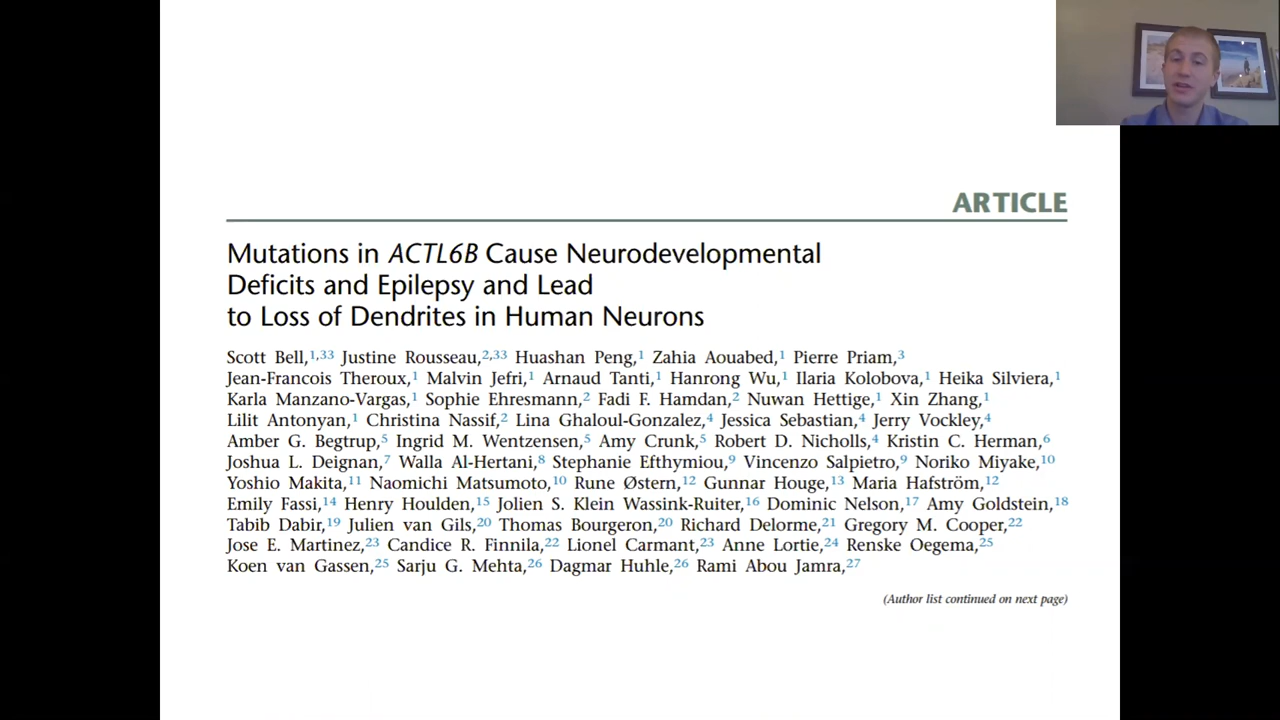 ARTICLE
Mutations in ACTL6B Cause Neurodevelopmental
Deficits and Epilepsy and Lead
to Loss of Dendrites in Human Neurons
Scott Bell,1,33 Justine Rousseau,2,33 Huashan Peng,1 Zahia Aouabed,1 Pierre Priam,3
Jean-Francois Theroux,1 Malvin Jefri,1 Arnaud Tanti,1 Hanrong Wu,1 Ilaria Kolobova,1 Heika Silviera,1
Karla Manzano-Vargas,1 Sophie Ehresmann,2 Fadi F. Hamdan,2 Nuwan Hettige,1 Xin Zhang,1
Lilit Antonyan,1 Christina Nassif,2 Lina Ghaloul-Gonzalez,4 Jessica Sebastian,4 Jerry Vockley,4
Amber G. Begtrup,5 Ingrid M. Wentzensen,5 Amy Crunk,5 Robert D. Nicholls,4 Kristin C. Herman,6
Joshua L. Deignan,7 Walla Al-Hertani,8 Stephanie Efthymiou,9 Vincenzo Salpietro,9 Noriko Miyake,10
Yoshio Makita,11 Naomichi Matsumoto,10 Rune Østern,12 Gunnar Houge,13 Maria Hafström,12
Emily Fassi,14 Henry Houlden,15 Jolien S. Klein Wassink-Ruiter,16 Dominic Nelson,17 Amy Goldstein,18
Tabib Dabir,19 Julien van Gils,20 Thomas Bourgeron,20 Richard Delorme,21 Gregory M. Cooper,22
Jose E. Martinez,23 Candice R. Finnila,22 Lionel Carmant,23 Anne Lortie,24 Renske Oegema,25
Koen van Gassen,25 Sarju G. Mehta,26 Dagmar Huhle,26 Rami Abou Jamra,27
(Author list continued on next page)